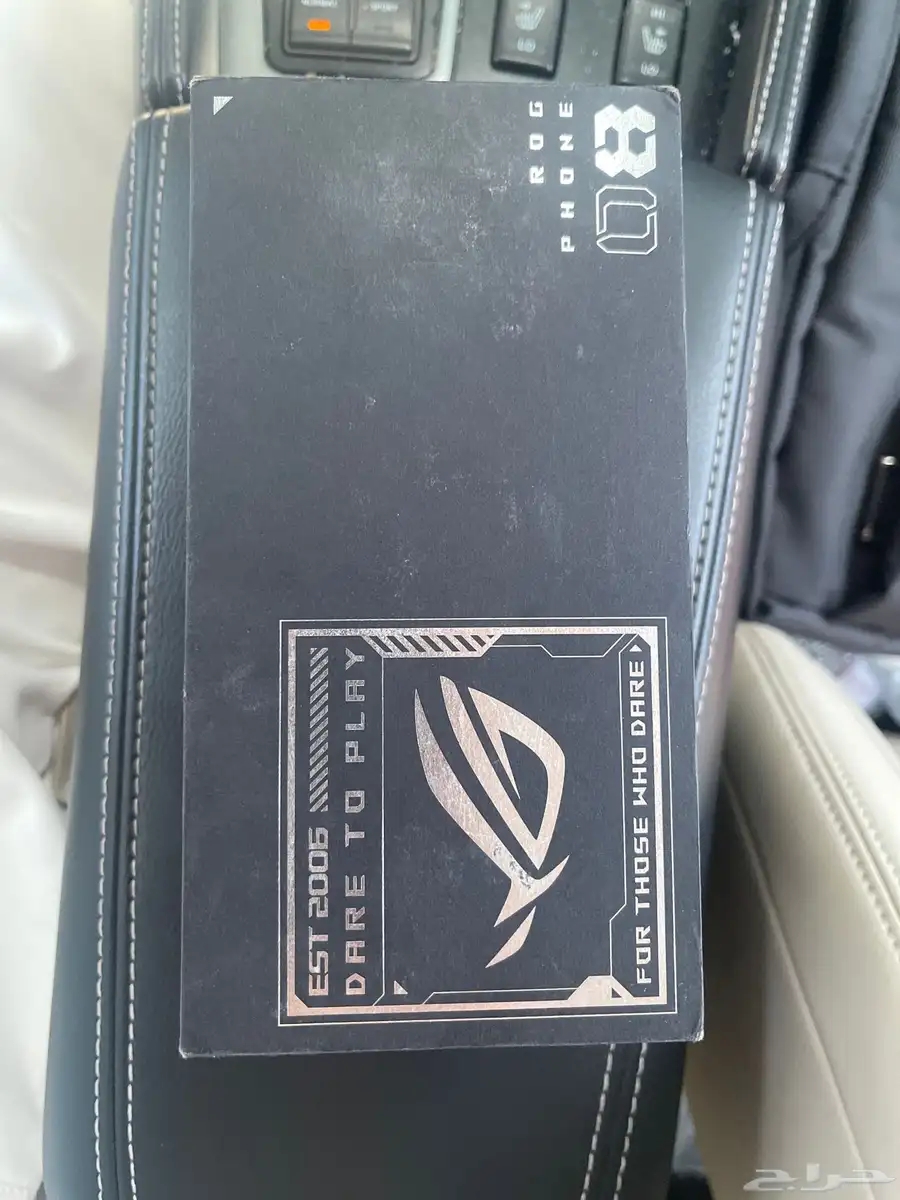 ROG
PHONE
08
EST 2006
DARE TO PLAY
FOR THOSE WHO DARE
حراج